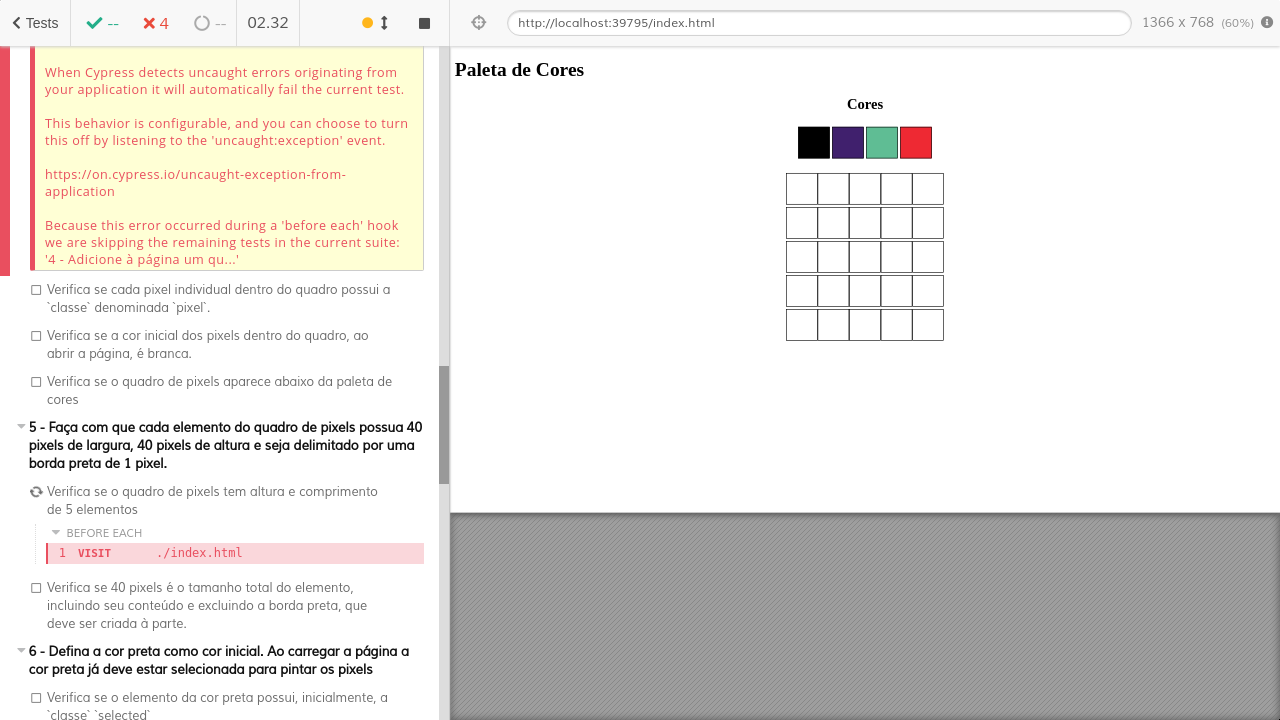 Tests
--
4
--
02.32
http://localhost:39795/index.html
1366 x 768 (60%)
When Cypress detects uncaught errors originating from
your application it will automatically fail the current test.
This behavior is configurable, and you can choose to turn
this off by listening to the 'uncaught:exception' event.
https://on.cypress.io/uncaught-exception-from-
application
Because this error occurred during a 'before each' hook
we are skipping the remaining tests in the current suite:
'4 - Adicione à página um qu...'
Verifica se cada pixel individual dentro do quadro possui a
`classe` denominada `pixel`.
Verifica se a cor inicial dos pixels dentro do quadro, ao
abrir a página, é branca.
Verifica se o quadro de pixels aparece abaixo da paleta de
cores
5 - Faça com que cada elemento do quadro de pixels possua 40
pixels de largura, 40 pixels de altura e seja delimitado por uma
borda preta de 1 pixel.
Verifica se o quadro de pixels tem altura e comprimento
de 5 elementos
BEFORE EACH
1 VISIT ./index.html
Verifica se 40 pixels é o tamanho total do elemento,
incluindo seu conteúdo e excluindo a borda preta, que
deve ser criada à parte.
6 - Defina a cor preta como cor inicial. Ao carregar a página a
cor preta já deve estar selecionada para pintar os pixels
Verifica se o elemento da cor preta possui, inicialmente, a
`classe` `selected`
Paleta de Cores
Cores